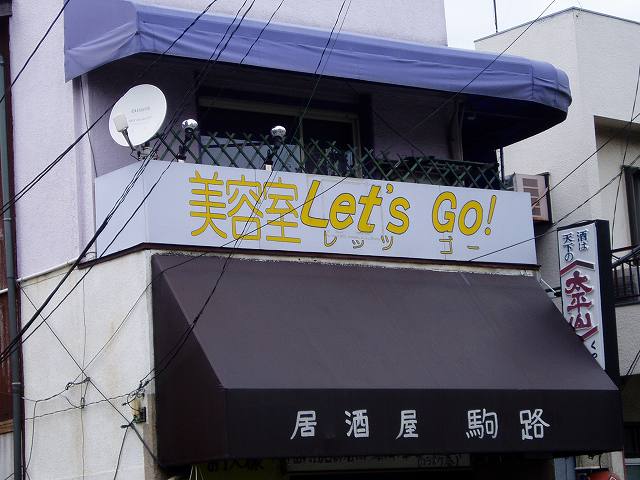 美容室Let's Go!
レッツ ゴー
酒は
天下の
太平山
居酒屋 駒路